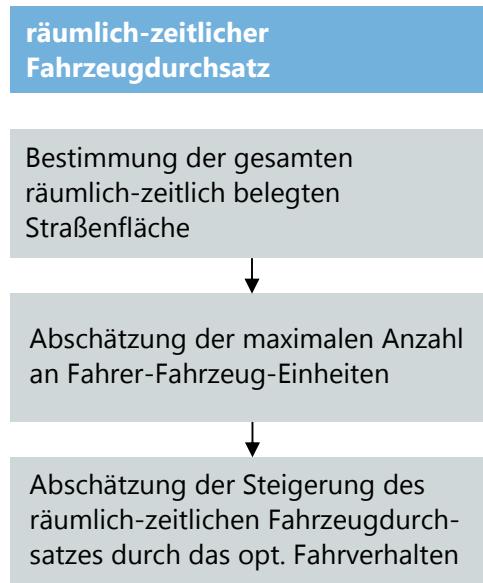 räumlich-zeitlicher
Fahrzeugdurchsatz
Bestimmung der gesamten
räumlich-zeitlich belegten
Straßenfläche
Abschätzung der maximalen Anzahl
an Fahrer-Fahrzeug-Einheiten
Abschätzung der Steigerung des
räumlich-zeitlichen Fahrzeugdurch-
satzes durch das opt. Fahrverhalten